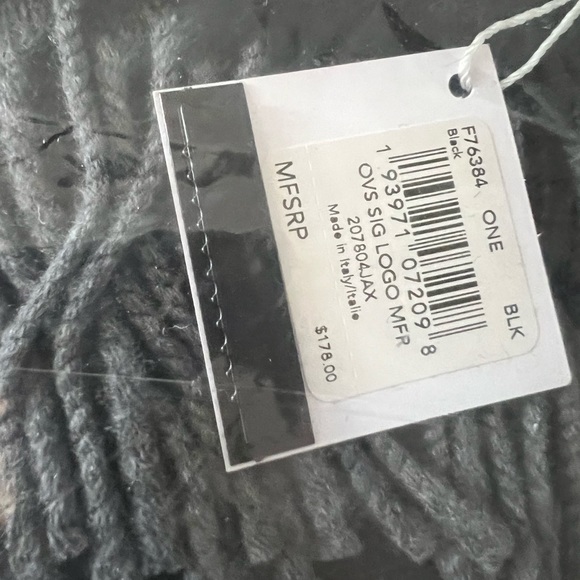 F76384 ONE BLK
Black
1 93971 07209 8
OVS SIG LOGO MFR
207804JAX
Made in Italy/Italie
MFSRP $178.00